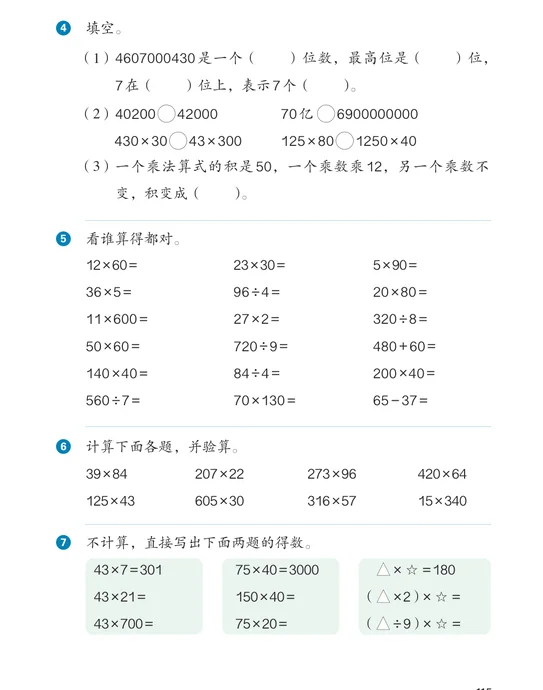 4 填空。
（1）4607000430是一个（　　）位数，最高位是（　　）位，
7在（　　）位上，表示7个（　　）。
（2）40200○42000　　70亿○6900000000
430×30○43×300　　125×80○1250×40
（3）一个乘法算式的积是50，一个乘数乘12，另一个乘数不
变，积变成（　　）。
5 看谁算得都对。
12×60=　　23×30=　　5×90=
36×5=　　96÷4=　　20×80=
11×600=　　27×2=　　320÷8=
50×60=　　720÷9=　　480+60=
140×40=　　84÷4=　　200×40=
560÷7=　　70×130=　　65－37=
6 计算下面各题，并验算。
39×84　　207×22　　273×96　　420×64
125×43　　605×30　　316×57　　15×340
7 不计算，直接写出下面两题的得数。
43×7=301　　75×40=3000　　△×☆=180
43×21=　　150×40=　　（△×2）×☆=
43×700=　　75×20=　　（△÷9）×☆=